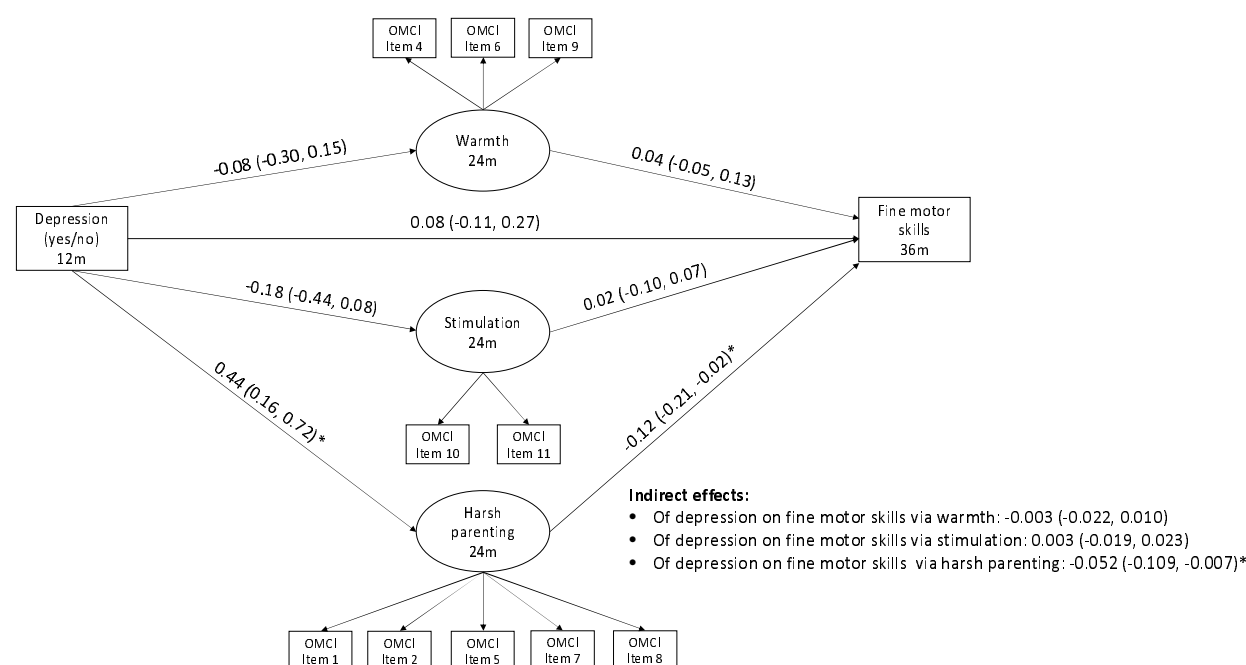 OMCI
Item 4
OMCI
Item 6
OMCI
Item 9
Warmth
24m
-0.08 (-0.30, 0.15)
0.04 (-0.05, 0.13)
Depression
(yes/no)
12m
0.08 (-0.11, 0.27)
Fine motor
skills
36m
-0.18 (-0.44, 0.08)
0.02 (-0.10, 0.07)
Stimulation
24m
0.44 (0.16, 0.72)*
-0.12 (-0.21, -0.02)*
OMCI
Item 10
OMCI
Item 11
Harsh
parenting
24m
Indirect effects:
• Of depression on fine motor skills via warmth: -0.003 (-0.022, 0.010)
• Of depression on fine motor skills via stimulation: 0.003 (-0.019, 0.023)
• Of depression on fine motor skills via harsh parenting: -0.052 (-0.109, -0.007)*
OMCI
Item 1
OMCI
Item 2
OMCI
Item 5
OMCI
Item 7
OMCI
Item 8